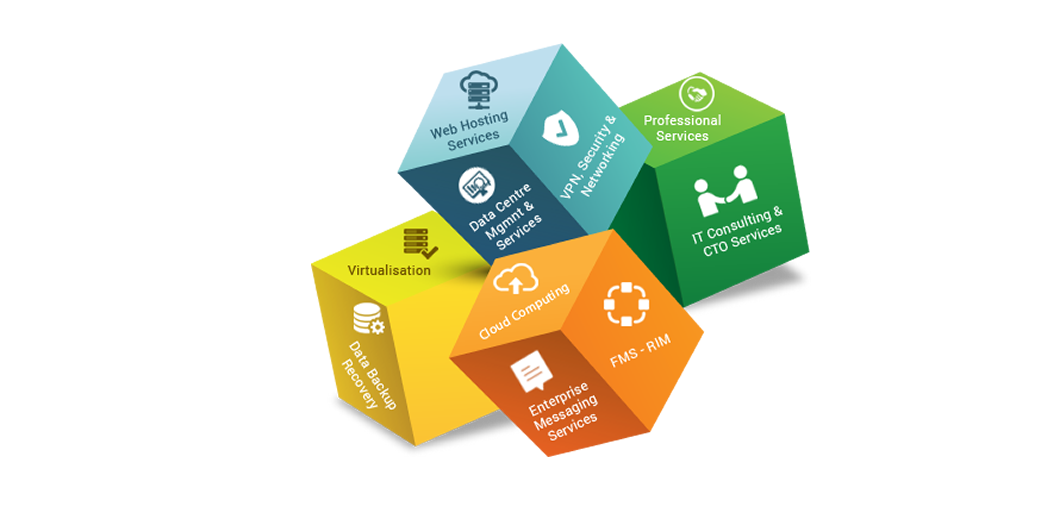 Web Hosting
Services
VPN, Security &
Networking
Data Centre
Mgmnt &
Services
Professional
Services
IT Consulting &
CTO Services
Virtualisation
Data Backup
Recovery
Cloud Computing
FMS - RIM
Enterprise
Messaging
Services